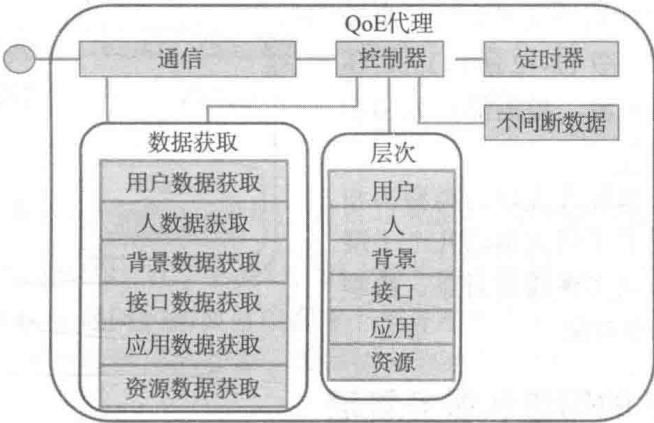 QoE代理
通信
控制器
定时器
不间断数据
数据获取
用户数据获取
人数据获取
背景数据获取
接口数据获取
应用数据获取
资源数据获取
层次
用户
人
背景
接口
应用
资源